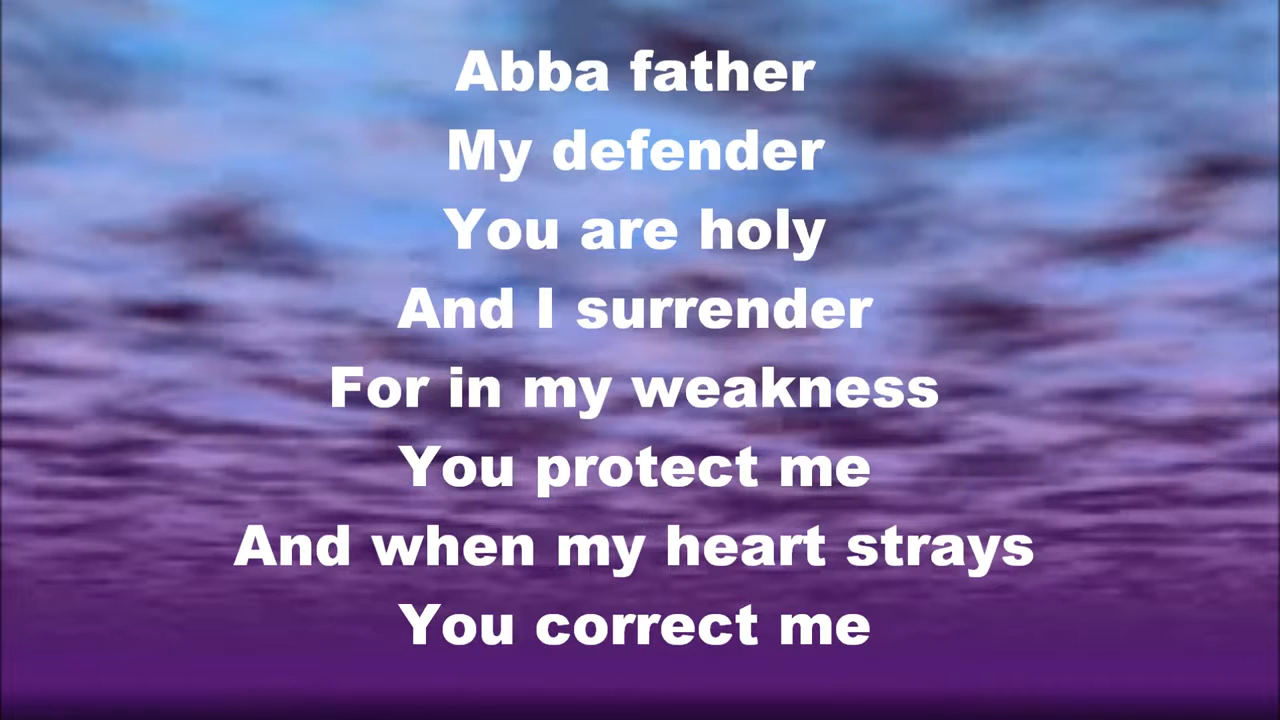 Abba father
My defender
You are holy
And I surrender
For in my weakness
You protect me
And when my heart strays
You correct me